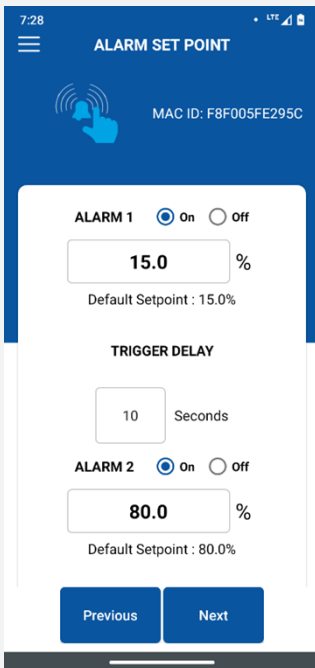 7:28 LTE
ALARM SET POINT
MAC ID: F8F005FE295C
ALARM 1 On Off
15.0 %
Default Setpoint : 15.0%
TRIGGER DELAY
10 Seconds
ALARM 2 On Off
80.0 %
Default Setpoint : 80.0%
Previous Next